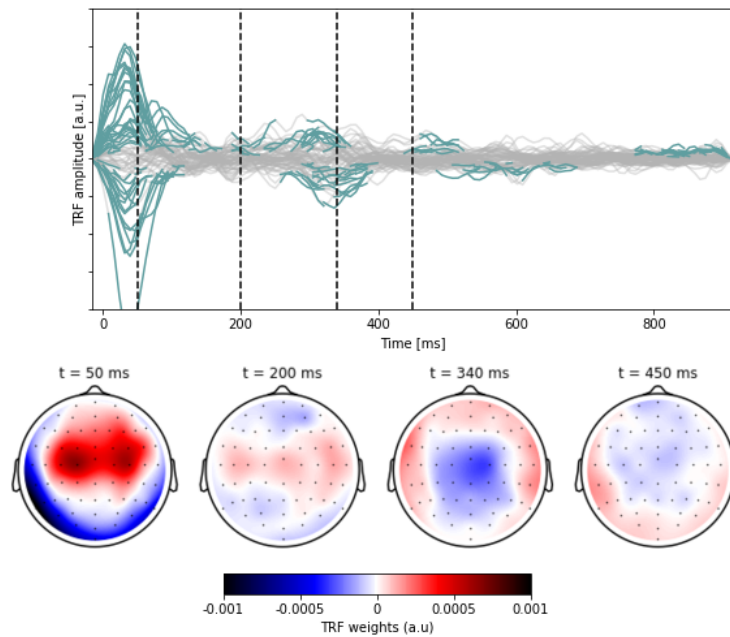 TRF amplitude [a.u.]
0 200 400 600 800
Time [ms]
t = 50 ms t = 200 ms t = 340 ms t = 450 ms
-0.001 -0.0005 0 0.0005 0.001
TRF weights (a.u)